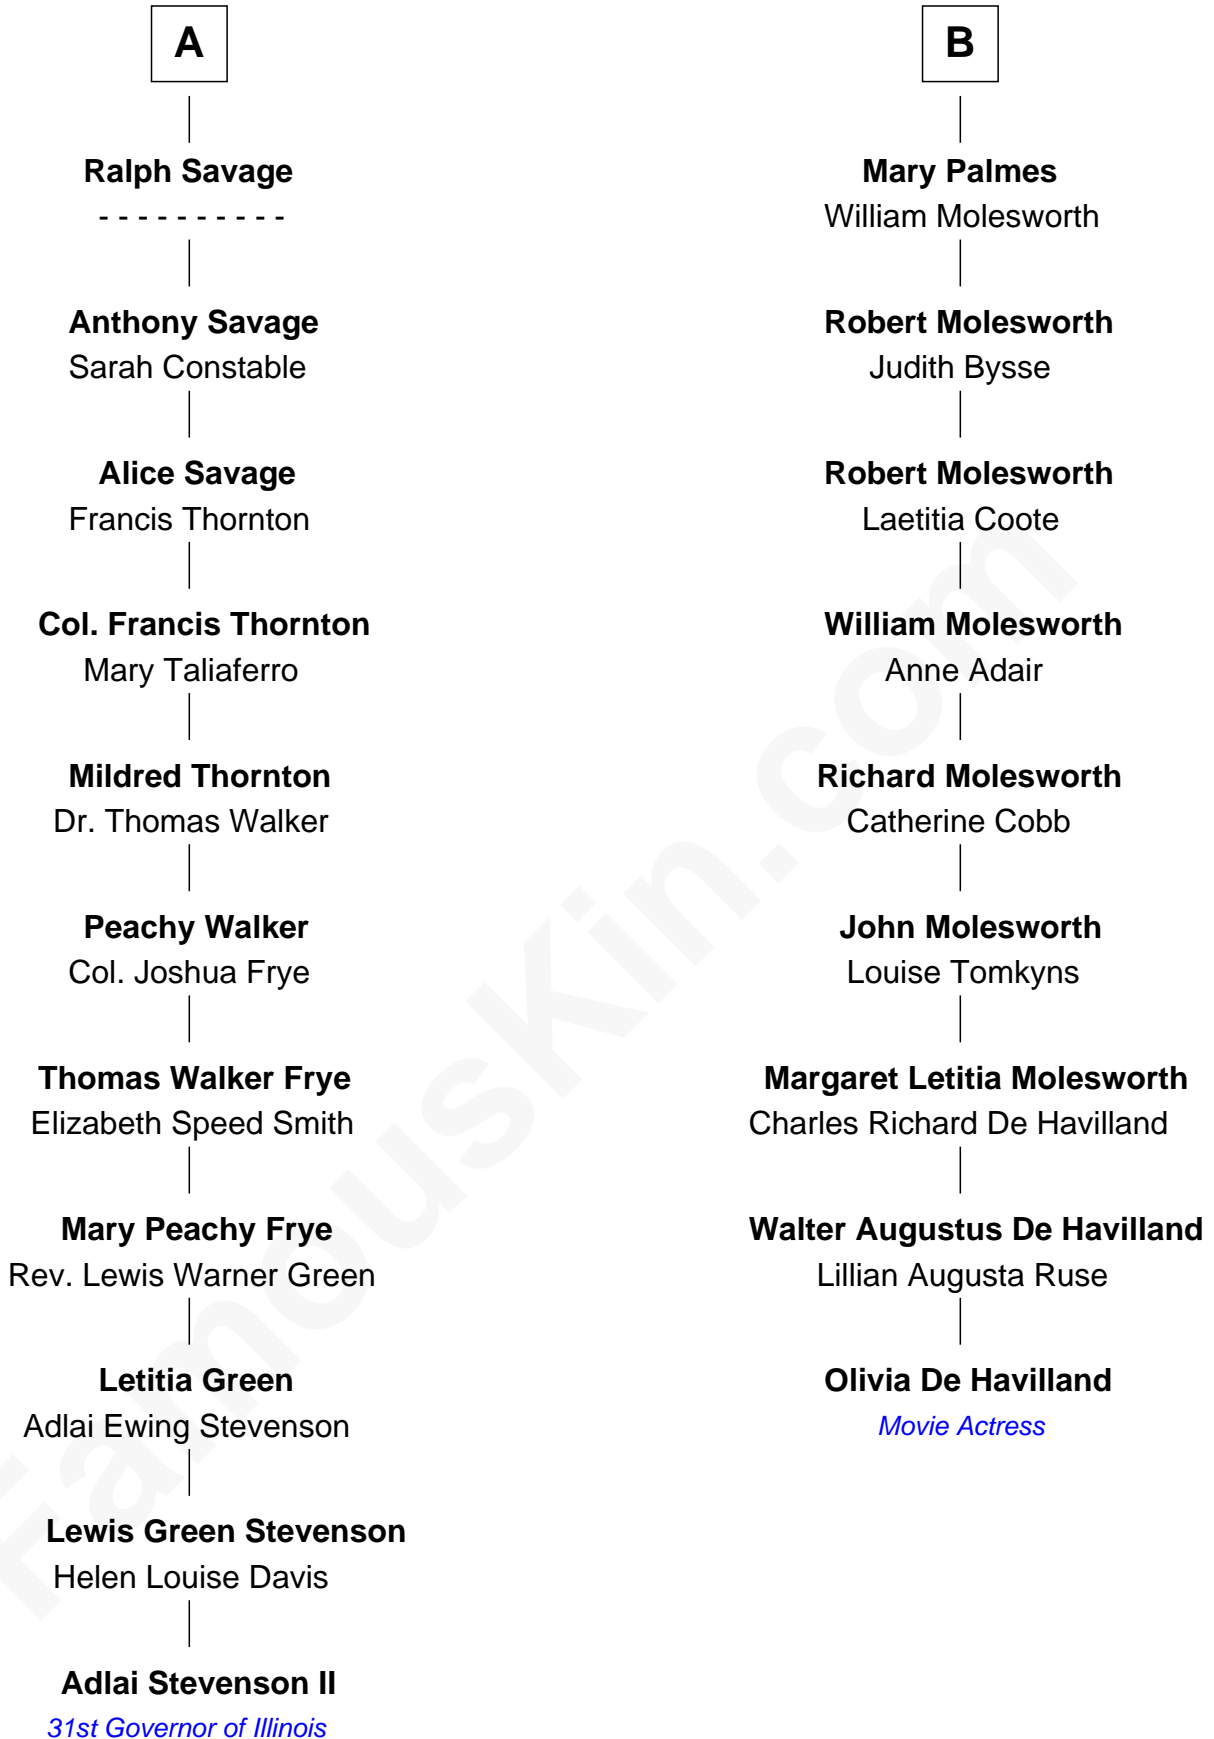 A
Ralph Savage
- - - - - - - - - -
Anthony Savage
Sarah Constable
Alice Savage
Francis Thornton
Col. Francis Thornton
Mary Taliaferro
Mildred Thornton
Dr. Thomas Walker
Peachy Walker
Col. Joshua Frye
Thomas Walker Frye
Elizabeth Speed Smith
Mary Peachy Frye
Rev. Lewis Warner Green
Letitia Green
Adlai Ewing Stevenson
Lewis Green Stevenson
Helen Louise Davis
Adlai Stevenson II
31st Governor of Illinois
B
Mary Palmes
William Molesworth
Robert Molesworth
Judith Bysse
Robert Molesworth
Laetitia Coote
William Molesworth
Anne Adair
Richard Molesworth
Catherine Cobb
John Molesworth
Louise Tomkyns
Margaret Letitia Molesworth
Charles Richard De Havilland
Walter Augustus De Havilland
Lillian Augusta Ruse
Olivia De Havilland
Movie Actress
FamousKin.com